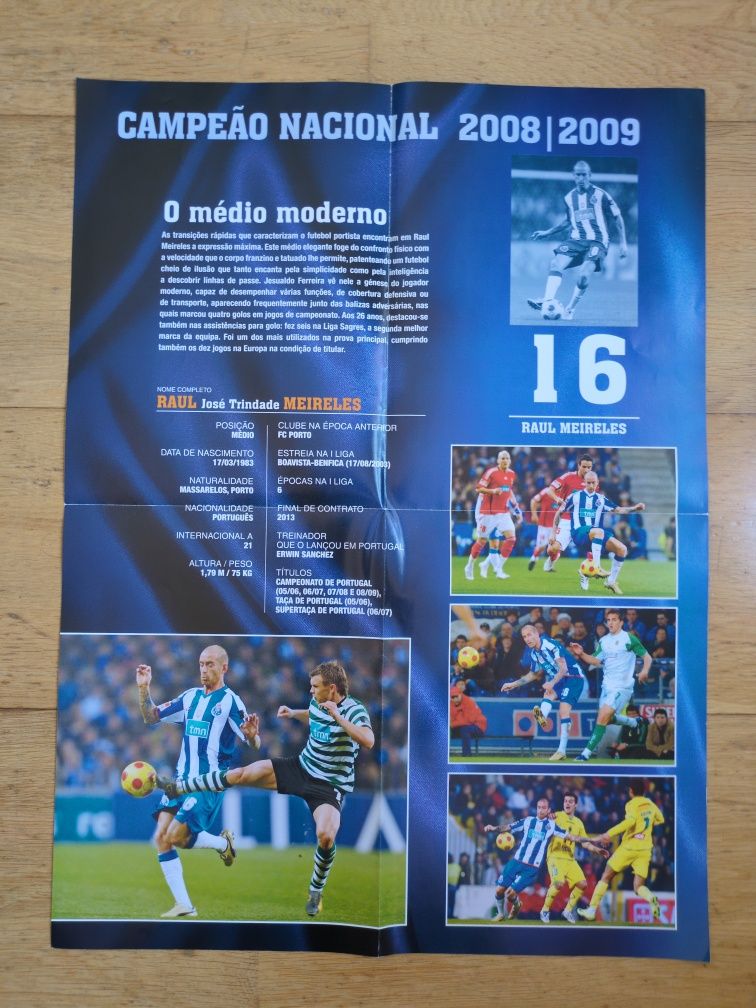 CAMPEÃO NACIONAL 2008|2009
O médio moderno
As transições rápidas que caracterizam o futebol portista encontram em Raul
Meireles a expressão máxima. Este médio elegante foge do confronto físico com
a velocidade que o corpo franzino e tatuado lhe permite, patenteando um futebol
cheio de ilusão que tanto encanta pela simplicidade como pela inteligência
a descobrir linhas de passe. Jesualdo Ferreira vê nele a génese do jogador
moderno, capaz de desempenhar várias funções, de cobertura defensiva ou
de transporte, aparecendo frequentemente junto das balizas adversárias, nas
quais marcou quatro golos em jogos de campeonato. Aos 26 anos, destacou-se
também nas assistências para golo: fez seis na Liga Sagres, a segunda melhor
marca da equipa. Foi um dos mais utilizados na prova principal, cumprindo
também os dez jogos na Europa na condição de titular.
16
RAUL MEIRELES
NOME COMPLETO
RAUL José Trindade MEIRELES
POSIÇÃO
MÉDIO
DATA DE NASCIMENTO
17/03/1983
NATURALIDADE
MASSARELOS, PORTO
NACIONALIDADE
PORTUGUÊS
INTERNACIONAL A
21
ALTURA / PESO
1,79 M / 75 KG
CLUBE NA ÉPOCA ANTERIOR
FC PORTO
ESTREIA NA I LIGA
BOAVISTA-BENFICA (17/08/2003)
ÉPOCAS NA I LIGA
6
FINAL DE CONTRATO
2013
TREINADOR
QUE O LANÇOU EM PORTUGAL
ERWIN SANCHEZ
TÍTULOS
CAMPEONATO DE PORTUGAL
(05/06, 06/07, 07/08 E 08/09),
TAÇA DE PORTUGAL (05/06),
SUPERTAÇA DE PORTUGAL (06/07)
tmn
tmn